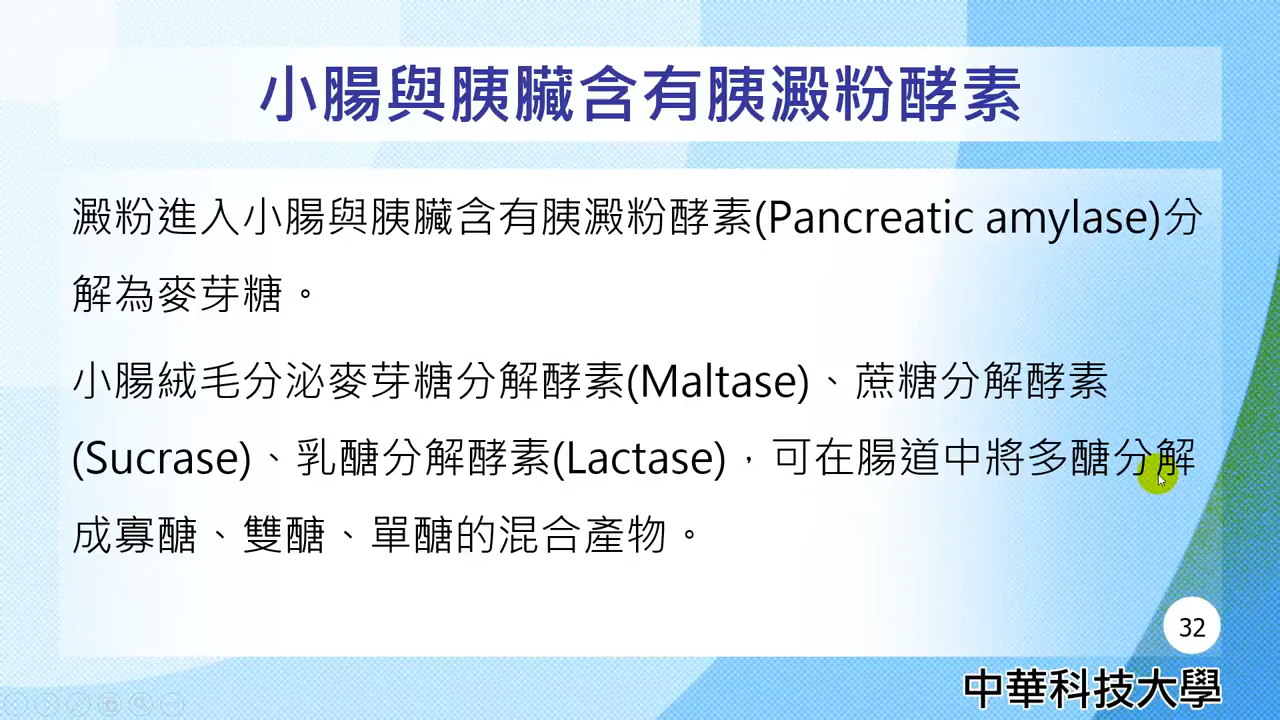 小腸與胰臟含有胰澱粉酵素
澱粉進入小腸與胰臟含有胰澱粉酵素(Pancreatic amylase)分
解為麥芽糖。
小腸絨毛分泌麥芽糖分解酵素(Maltase)、蔗糖分解酵素
(Sucrase)、乳醣分解酵素(Lactase)，可在腸道中將多醣分解
成寡醣、雙醣、單醣的混合產物。
32
中華科技大學